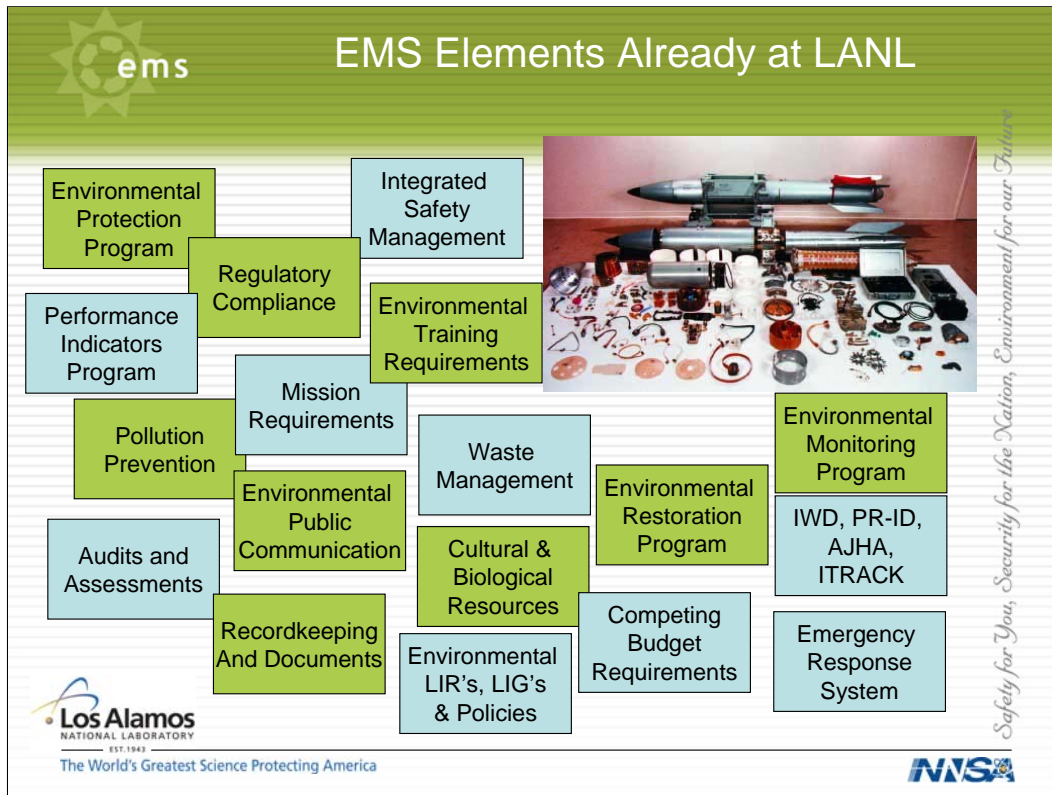 ems
EMS Elements Already at LANL
Environmental
Protection
Program
Integrated
Safety
Management
Regulatory
Compliance
Performance
Indicators
Program
Environmental
Training
Requirements
Mission
Requirements
Pollution
Prevention
Waste
Management
Environmental
Monitoring
Program
Environmental
Public
Communication
Environmental
Restoration
Program
IWD, PR-ID,
AJHA,
ITRACK
Audits and
Assessments
Cultural &
Biological
Resources
Recordkeeping
And Documents
Competing
Budget
Requirements
Environmental
LIR's, LIG's
& Policies
Emergency
Response
System
Safety for You, Security for the Nation, Environment for our Future
Los Alamos
NATIONAL LABORATORY
EST.1943
The World's Greatest Science Protecting America
NNSA